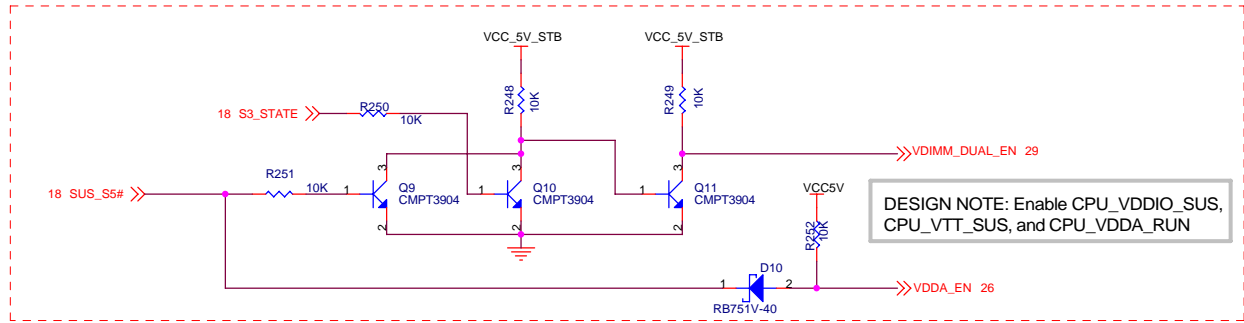 VCC_5V_STB
VCC_5V_STB
R248
10K
R249
10K
18 S3_STATE
R250
10K
3
3
3
VDIMM_DUAL_EN 29
18 SUS_S5#
R251
10K
1
Q9
CMPT3904
1
Q10
CMPT3904
1
Q11
CMPT3904
2
2
2
VCC5V
R252
10K
DESIGN NOTE: Enable CPU_VDDIO_SUS,
CPU_VTT_SUS, and CPU_VDDA_RUN
D10
1
2
RB751V-40
VDDA_EN 26